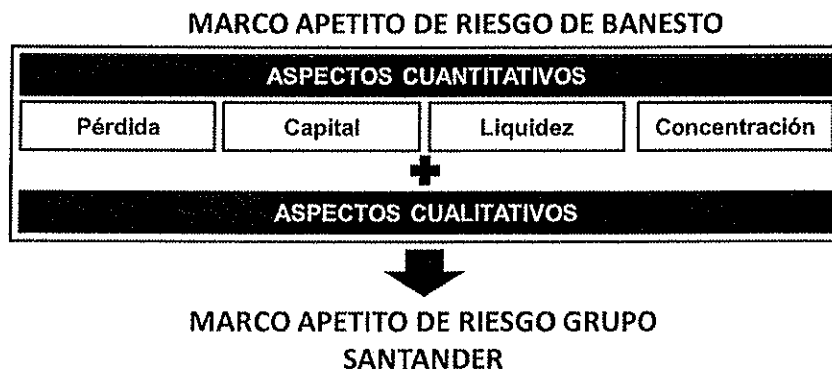 MARCO APETITO DE RIESGO DE BANESTO
ASPECTOS CUANTITATIVOS
Pérdida Capital Liquidez Concentración
+
ASPECTOS CUALITATIVOS
MARCO APETITO DE RIESGO GRUPO
SANTANDER